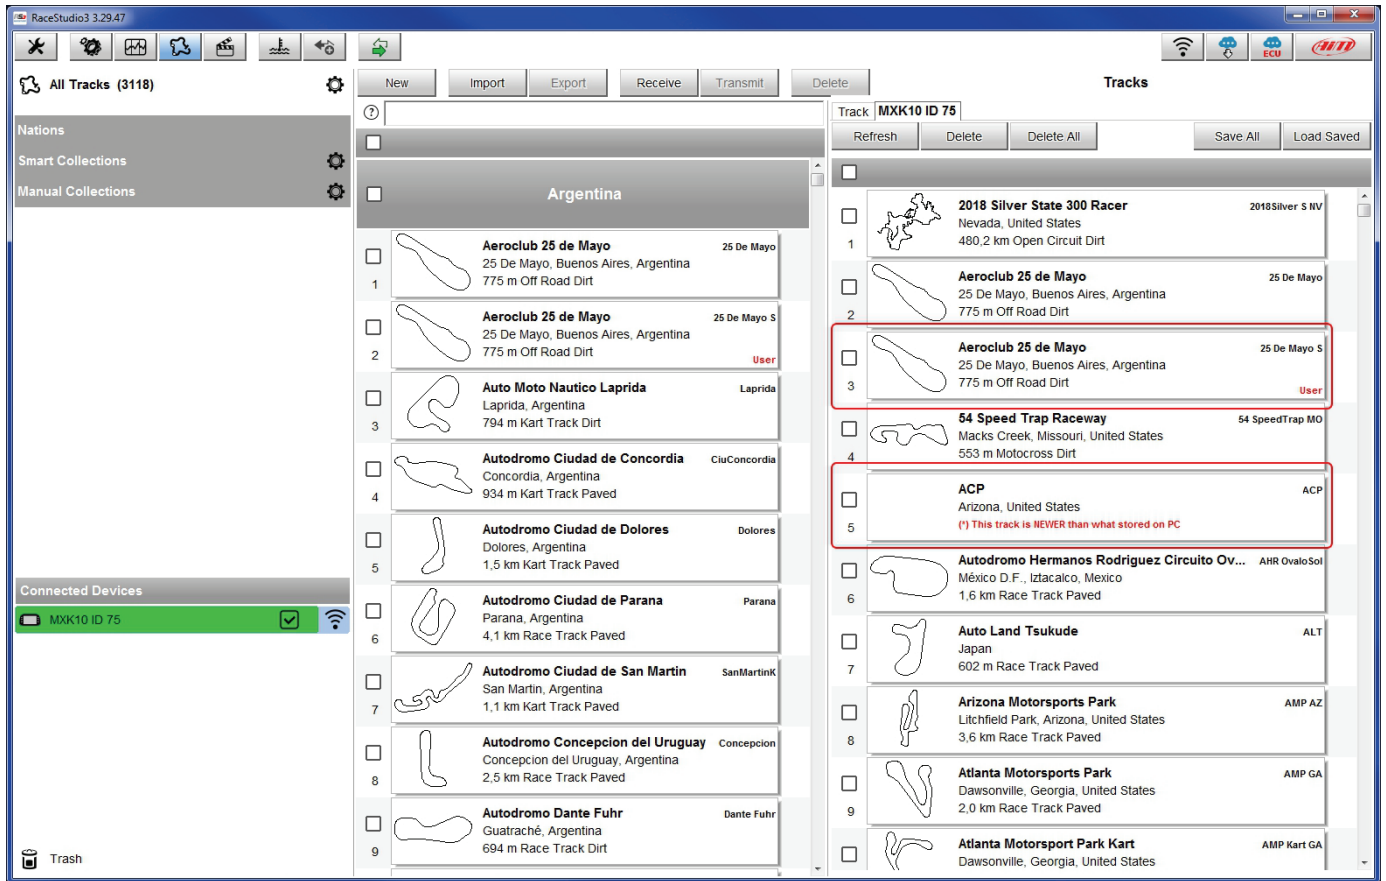 RaceStudio3 3.29.47
ECU
AiM
All Tracks (3118)
Nations
Smart Collections
Manual Collections
Connected Devices
MXK10 ID 75
Trash
New Import Export Receive Transmit Delete
?
Argentina
Aeroclub 25 de Mayo 25 De Mayo
25 De Mayo, Buenos Aires, Argentina
1 775 m Off Road Dirt
Aeroclub 25 de Mayo 25 De Mayo S
25 De Mayo, Buenos Aires, Argentina
2 775 m Off Road Dirt User
Auto Moto Nautico Laprida Laprida
Laprida, Argentina
3 794 m Kart Track Dirt
Autodromo Ciudad de Concordia CiuConcordia
Concordia, Argentina
4 934 m Kart Track Paved
Autodromo Ciudad de Dolores Dolores
Dolores, Argentina
5 1,5 km Kart Track Paved
Autodromo Ciudad de Parana Parana
Parana, Argentina
6 4,1 km Race Track Paved
Autodromo Ciudad de San Martin SanMartinK
San Martin, Argentina
7 1,1 km Kart Track Paved
Autodromo Concepcion del Uruguay Concepcion
Concepcion del Uruguay, Argentina
8 2,5 km Race Track Paved
Autodromo Dante Fuhr Dante Fuhr
Guatraché, Argentina
9 694 m Race Track Dirt
Tracks
Track MXK10 ID 75
Refresh Delete Delete All Save All Load Saved
2018 Silver State 300 Racer 2018Silver S NV
Nevada, United States
1 480,2 km Open Circuit Dirt
Aeroclub 25 de Mayo 25 De Mayo
25 De Mayo, Buenos Aires, Argentina
2 775 m Off Road Dirt
Aeroclub 25 de Mayo 25 De Mayo S
25 De Mayo, Buenos Aires, Argentina
3 775 m Off Road Dirt User
54 Speed Trap Raceway 54 SpeedTrap MO
Macks Creek, Missouri, United States
4 553 m Motocross Dirt
ACP ACP
Arizona, United States
5 (*) This track is NEWER than what stored on PC
Autodromo Hermanos Rodriguez Circuito Ov... AHR OvaloSol
México D.F., Iztacalco, Mexico
6 1,6 km Race Track Paved
Auto Land Tsukude ALT
Japan
7 602 m Race Track Paved
Arizona Motorsports Park AMP AZ
Litchfield Park, Arizona, United States
8 3,6 km Race Track Paved
Atlanta Motorsports Park AMP GA
Dawsonville, Georgia, United States
9 2,0 km Race Track Paved
Atlanta Motorsport Park Kart AMP Kart GA
Dawsonville, Georgia, United States